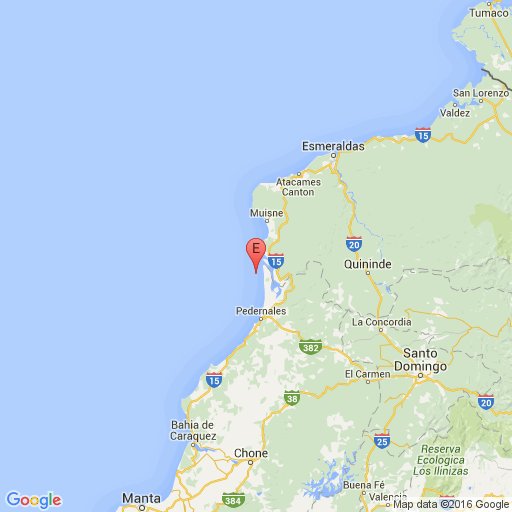 Tumaco
San Lorenzo
Valdez
15
Esmeraldas
Atacames
Canton
Muisne
E
15
20
Quininde
Pedernales
La Concordia
382
Santo
Domingo
El Carmen
15
38
20
Bahia de
Caraquez
25
Chone
Reserva
Ecologica
Los Ilinizas
Buena Fé
Valencia
Manta
384
Google
Map data ©2016 Google